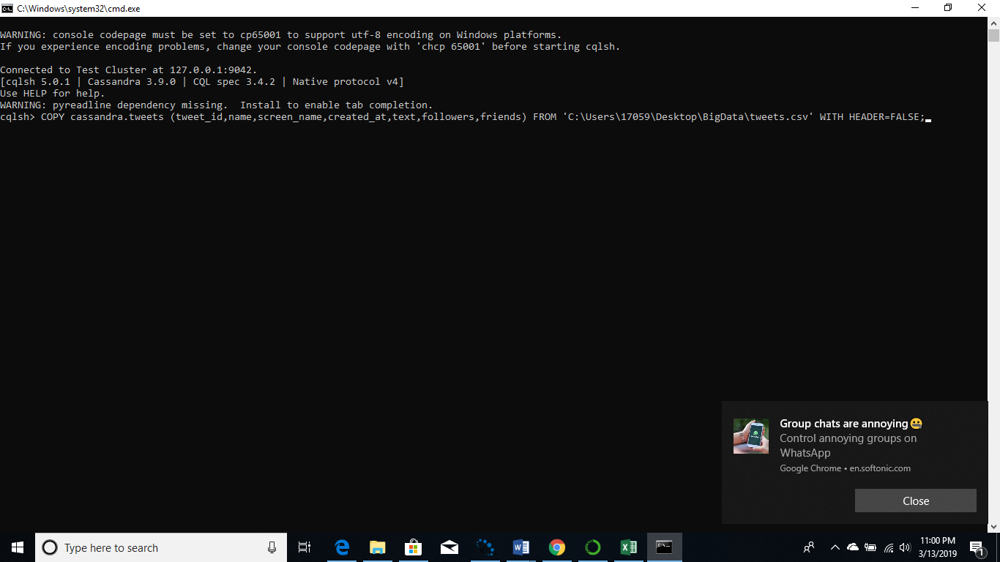 C:\Windows\system32\cmd.exe
WARNING: console codepage must be set to cp65001 to support utf-8 encoding on Windows platforms.
If you experience encoding problems, change your console codepage with 'chcp 65001' before starting cqlsh.
Connected to Test Cluster at 127.0.0.1:9042.
[cqlsh 5.0.1 | Cassandra 3.9.0 | CQL spec 3.4.2 | Native protocol v4]
Use HELP for help.
WARNING: pyreadline dependency missing.  Install to enable tab completion.
cqlsh> COPY cassandra.tweets (tweet_id,name,screen_name,created_at,text,followers,friends) FROM 'C:\Users\17059\Desktop\BigData\tweets.csv' WITH HEADER=FALSE;
Group chats are annoying😬
Control annoying groups on
WhatsApp
Google Chrome • en.softonic.com
Close
Type here to search
11:00 PM
3/13/2019
1